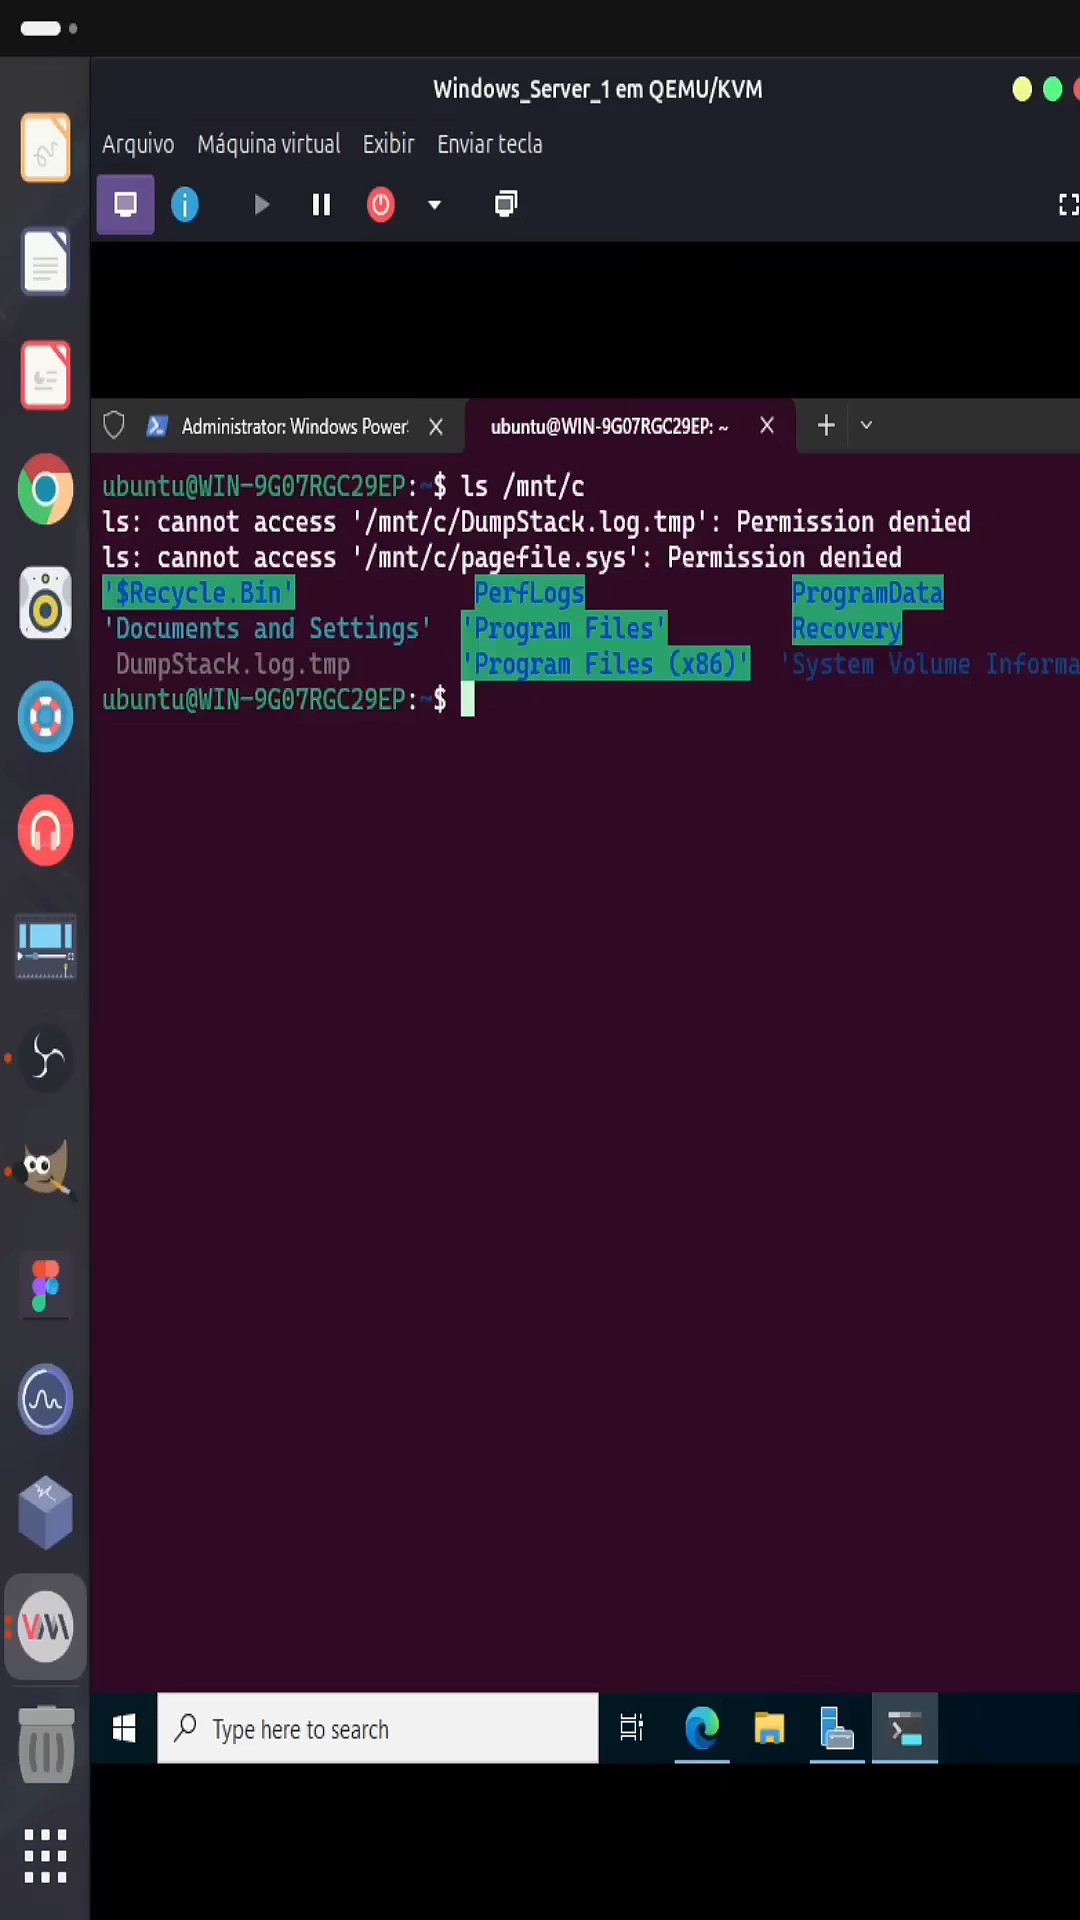 Windows_Server_1 em QEMU/KVM
Arquivo Máquina virtual Exibir Enviar tecla
Administrator: Windows Power ubuntu@WIN-9G07RGC29EP: ~
ubuntu@WIN-9G07RGC29EP:~$ ls /mnt/c
ls: cannot access '/mnt/c/DumpStack.log.tmp': Permission denied
ls: cannot access '/mnt/c/pagefile.sys': Permission denied
'$Recycle.Bin' PerfLogs ProgramData
'Documents and Settings' 'Program Files' Recovery
DumpStack.log.tmp 'Program Files (x86)' 'System Volume Informa
ubuntu@WIN-9G07RGC29EP:~$
Type here to search